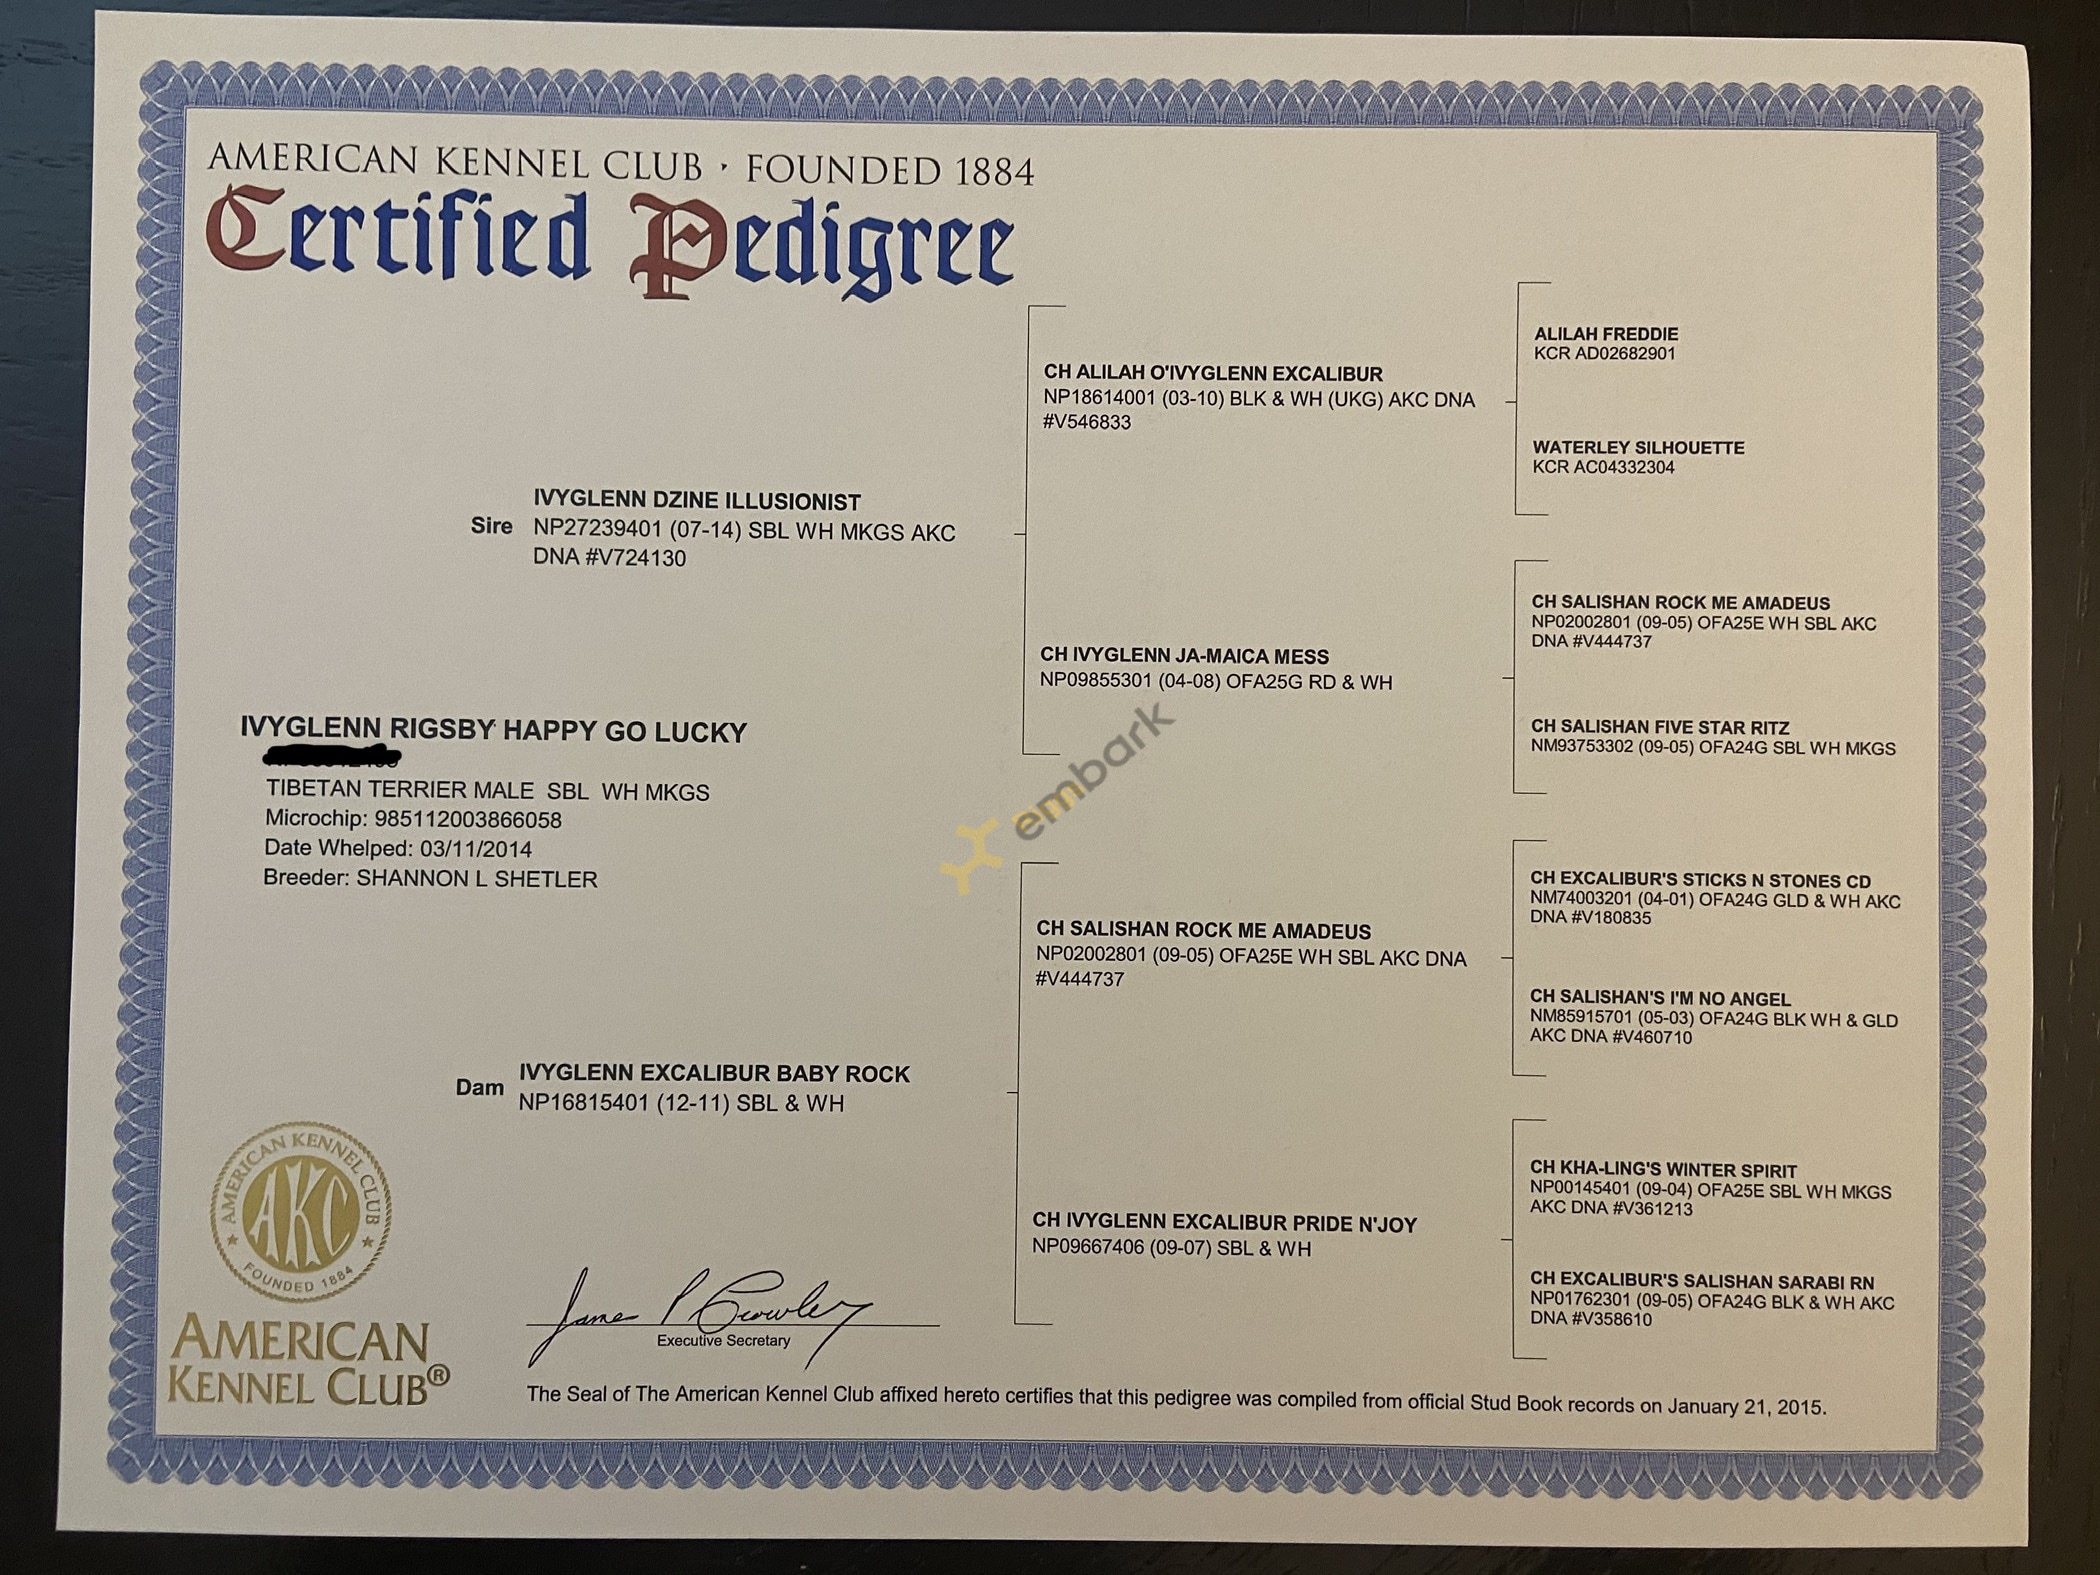 AMERICAN KENNEL CLUB · FOUNDED 1884
Certified Pedigree
ALILAH FREDDIE
KCR AD02682901
CH ALILAH O'IVYGLENN EXCALIBUR
NP18614001 (03-10) BLK & WH (UKG) AKC DNA
#V546833
WATERLEY SILHOUETTE
KCR AC04332304
IVYGLENN DZINE ILLUSIONIST
Sire NP27239401 (07-14) SBL WH MKGS AKC
DNA #V724130
CH SALISHAN ROCK ME AMADEUS
NP02002801 (09-05) OFA25E WH SBL AKC
DNA #V444737
CH IVYGLENN JA-MAICA MESS
NP09855301 (04-08) OFA25G RD & WH
CH SALISHAN FIVE STAR RITZ
NM93753302 (09-05) OFA24G SBL WH MKGS
IVYGLENN RIGSBY HAPPY GO LUCKY
TIBETAN TERRIER MALE SBL WH MKGS
Microchip: 985112003866058
Date Whelped: 03/11/2014
Breeder: SHANNON L SHETLER
embark
CH EXCALIBUR'S STICKS N STONES CD
NM74003201 (04-01) OFA24G GLD & WH AKC
DNA #V180835
CH SALISHAN ROCK ME AMADEUS
NP02002801 (09-05) OFA25E WH SBL AKC DNA
#V444737
CH SALISHAN'S I'M NO ANGEL
NM85915701 (05-03) OFA24G BLK WH & GLD
AKC DNA #V460710
IVYGLENN EXCALIBUR BABY ROCK
Dam NP16815401 (12-11) SBL & WH
CH KHA-LING'S WINTER SPIRIT
NP00145401 (09-04) OFA25E SBL WH MKGS
AKC DNA #V361213
CH IVYGLENN EXCALIBUR PRIDE N'JOY
NP09667406 (09-07) SBL & WH
CH EXCALIBUR'S SALISHAN SARABI RN
NP01762301 (09-05) OFA24G BLK & WH AKC
DNA #V358610
AMERICAN KENNEL CLUB
AKC
FOUNDED 1884
AMERICAN
KENNEL CLUB®
James P Crowley
Executive Secretary
The Seal of The American Kennel Club affixed hereto certifies that this pedigree was compiled from official Stud Book records on January 21, 2015.